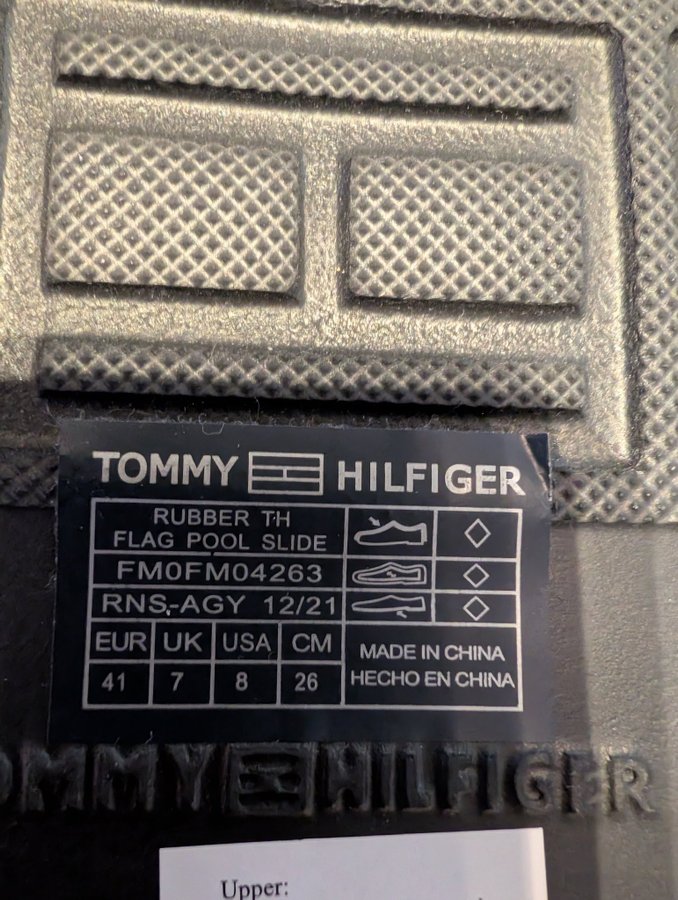 TOMMY HILFIGER
RUBBER TH
FLAG POOL SLIDE
FM0FM04263
RNS-AGY 12/21
EUR UK USA CM
41 7 8 26
MADE IN CHINA
HECHO EN CHINA
OMMY HILFIGER
Upper: